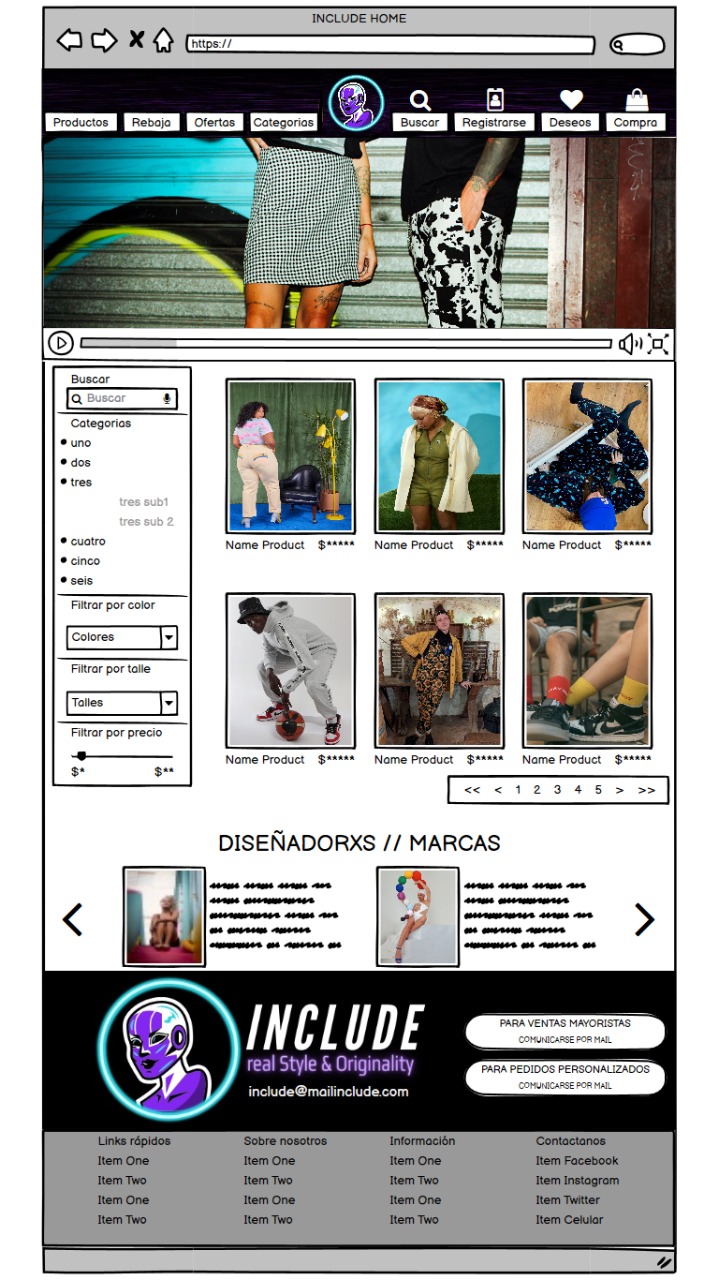 INCLUDE HOME
https://
Productos
Rebaja
Ofertas
Categorias
Buscar
Registrarse
Deseos
Compra
Buscar
Buscar
Categorias
uno
dos
tres
tres sub1
tres sub 2
cuatro
cinco
seis
Filtrar por color
Colores
Filtrar por talle
Talles
Filtrar por precio
$* $**
Name Product $*****
Name Product $*****
Name Product $*****
Name Product $*****
Name Product $*****
Name Product $*****
<< < 1 2 3 4 5 > >>
DISEÑADORXS // MARCAS
INCLUDE
real Style & Originality
include@mailinclude.com
PARA VENTAS MAYORISTAS
COMUNICARSE POR MAIL
PARA PEDIDOS PERSONALIZADOS
COMUNICARSE POR MAIL
Links rápidos
Item One
Item Two
Item One
Item Two
Sobre nosotros
Item One
Item Two
Item One
Item Two
Información
Item One
Item Two
Item One
Item Two
Contactanos
Item Facebook
Item Instagram
Item Twitter
Item Celular